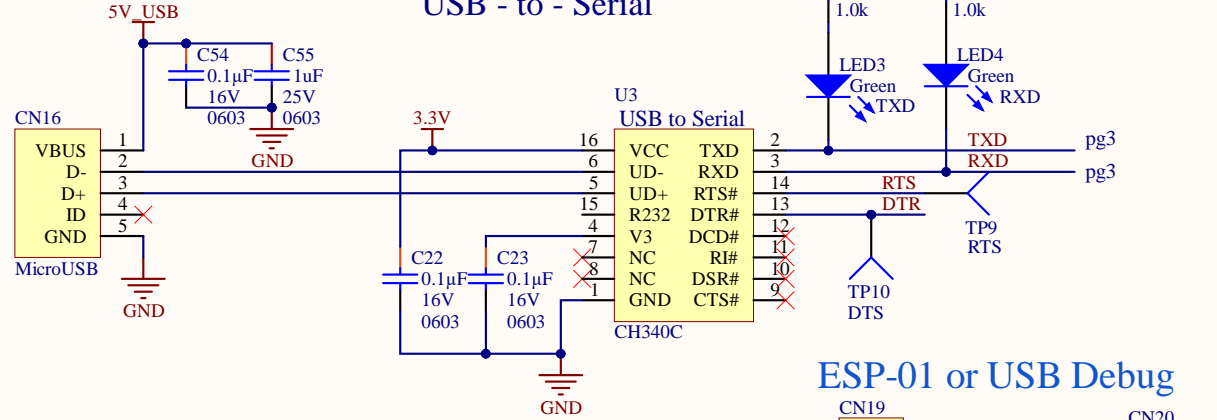 USB - to - Serial
5V_USB
C54
0.1µF
16V
0603
C55
1uF
25V
0603
GND
CN16
VBUS 1
D- 2
D+ 3
ID 4
GND 5
MicroUSB
GND
3.3V
C22
0.1µF
16V
0603
C23
0.1µF
16V
0603
GND
U3
USB to Serial
16 VCC TXD 2
6 UD- RXD 3
5 UD+ RTS# 14
15 R232 DTR# 13
4 V3 DCD# 12
7 NC RI# 11
8 NC DSR# 10
1 GND CTS# 9
CH340C
1.0k
1.0k
LED3
Green
TXD
LED4
Green
RXD
TXD pg3
RXD pg3
RTS
DTR
TP9
RTS
TP10
DTS
ESP-01 or USB Debug
CN19
CN20